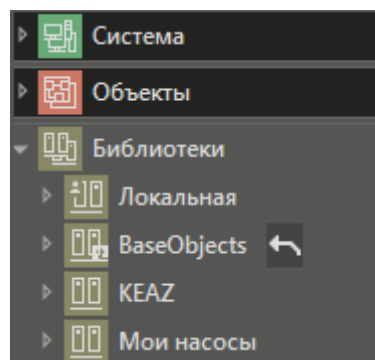 Система
Объекты
Библиотеки
Локальная
BaseObjects
KEAZ
Мои насосы